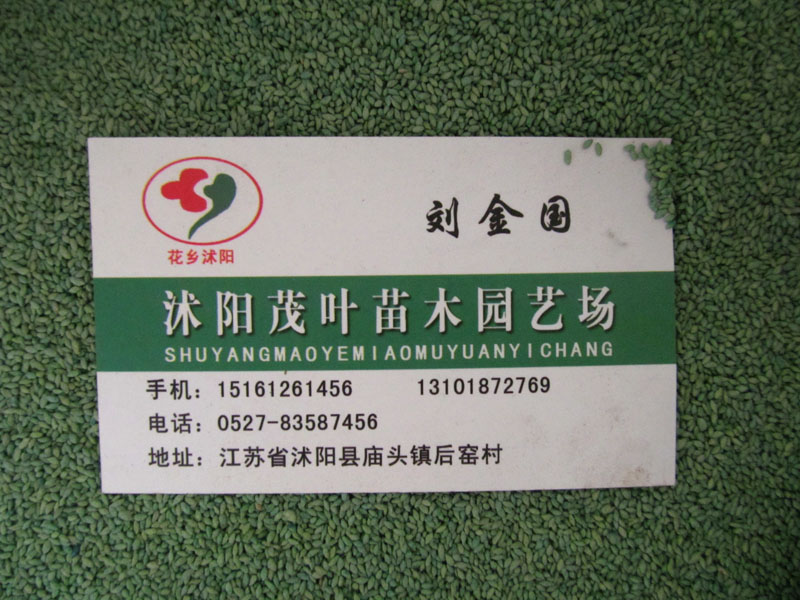 刘金国
花乡沭阳
沭阳茂叶苗木园艺场
SHUYANGMAOYEMIAOMUYUANYICHANG
手机：15161261456 13101872769
电话：0527-83587456
地址：江苏省沭阳县庙头镇后窑村